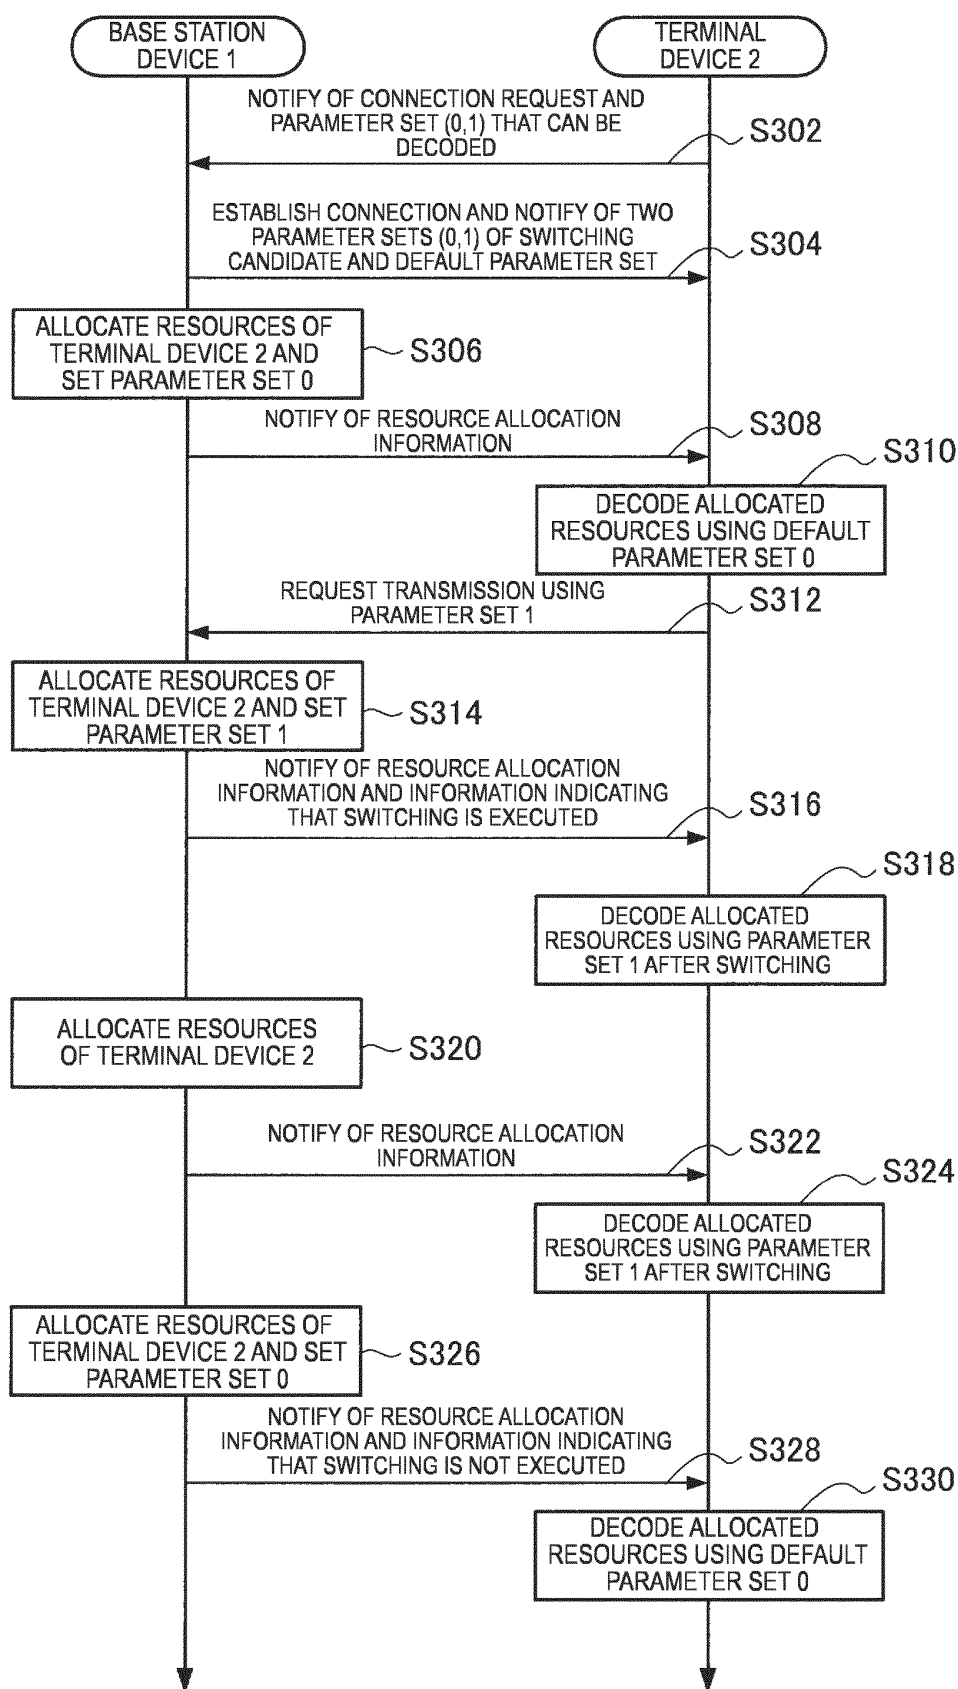 BASE STATION
DEVICE 1
TERMINAL
DEVICE 2
NOTIFY OF CONNECTION REQUEST AND
PARAMETER SET (0,1) THAT CAN BE
DECODED
S302
ESTABLISH CONNECTION AND NOTIFY OF TWO
PARAMETER SETS (0,1) OF SWITCHING
CANDIDATE AND DEFAULT PARAMETER SET
S304
ALLOCATE RESOURCES OF
TERMINAL DEVICE 2 AND
SET PARAMETER SET 0
S306
NOTIFY OF RESOURCE ALLOCATION
INFORMATION
S308
S310
DECODE ALLOCATED
RESOURCES USING DEFAULT
PARAMETER SET 0
REQUEST TRANSMISSION USING
PARAMETER SET 1
S312
ALLOCATE RESOURCES OF
TERMINAL DEVICE 2 AND SET
PARAMETER SET 1
S314
NOTIFY OF RESOURCE ALLOCATION
INFORMATION AND INFORMATION INDICATING
THAT SWITCHING IS EXECUTED
S316
S318
DECODE ALLOCATED
RESOURCES USING PARAMETER
SET 1 AFTER SWITCHING
ALLOCATE RESOURCES
OF TERMINAL DEVICE 2
S320
NOTIFY OF RESOURCE ALLOCATION
INFORMATION
S322
S324
DECODE ALLOCATED
RESOURCES USING PARAMETER
SET 1 AFTER SWITCHING
ALLOCATE RESOURCES OF
TERMINAL DEVICE 2 AND SET
PARAMETER SET 0
S326
NOTIFY OF RESOURCE ALLOCATION
INFORMATION AND INFORMATION INDICATING
THAT SWITCHING IS NOT EXECUTED
S328
S330
DECODE ALLOCATED
RESOURCES USING DEFAULT
PARAMETER SET 0